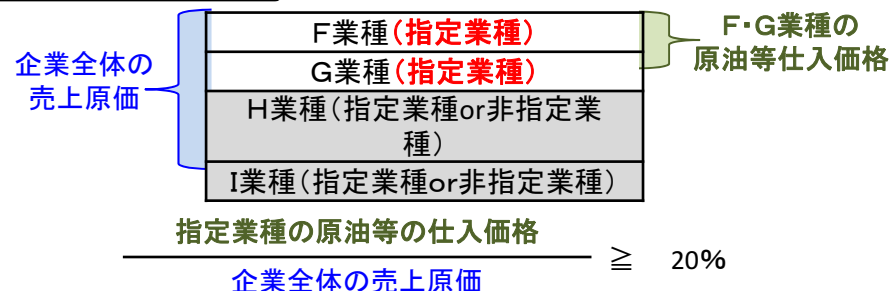 F業種(指定業種)
G業種(指定業種)
H業種(指定業種or非指定業
種)
I業種(指定業種or非指定業種)
企業全体の
売上原価
F・G業種の
原油等仕入価格
指定業種の原油等の仕入価格
≧ 20%
企業全体の売上原価